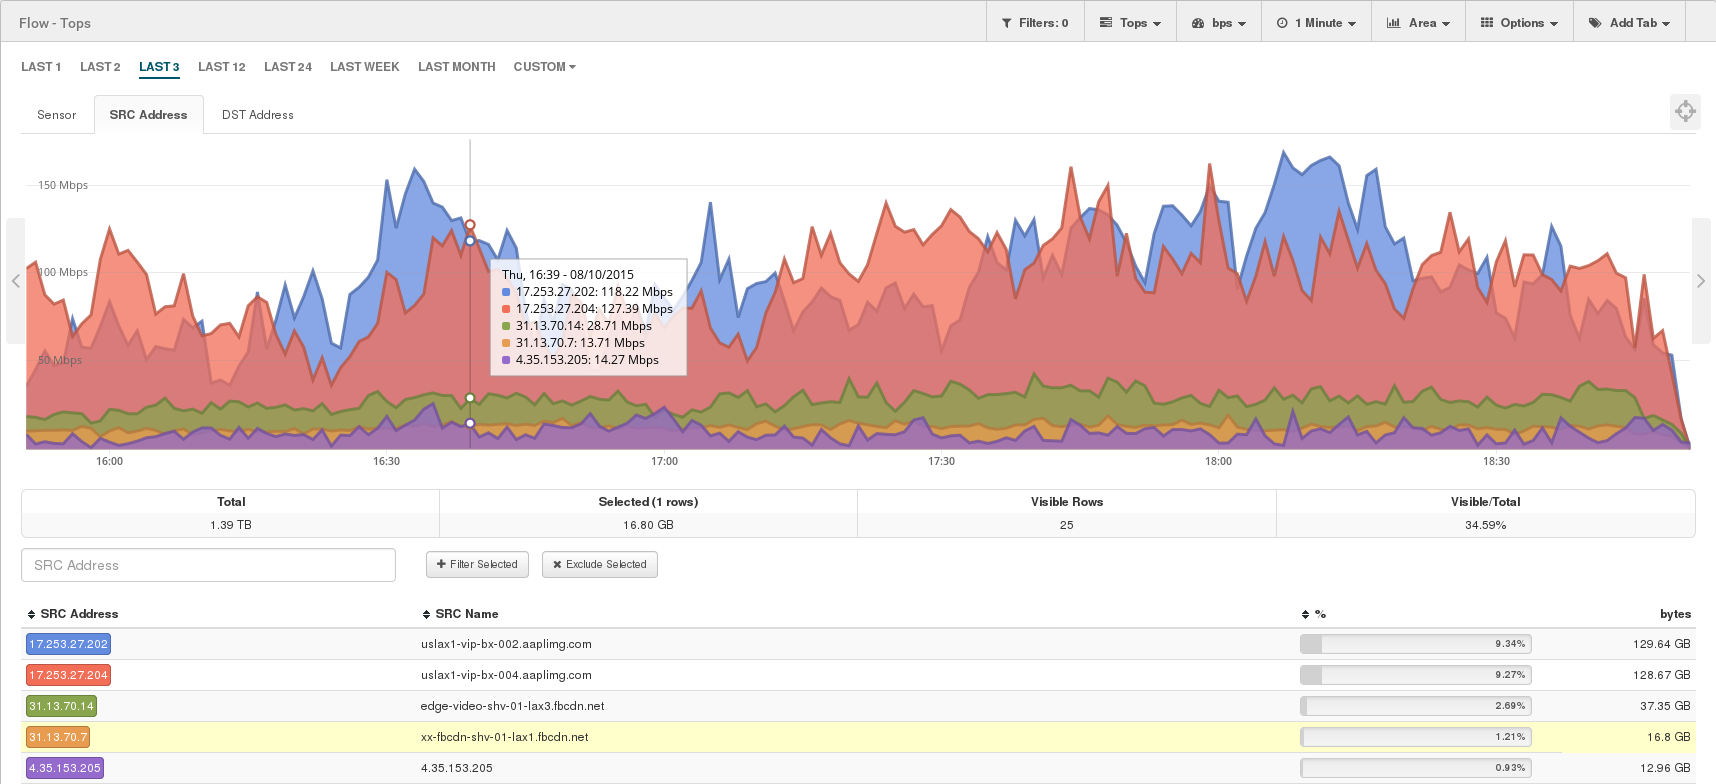 Flow - Tops Filters: 0 Tops bps 1 Minute Area Options Add Tab
LAST 1 LAST 2 LAST 3 LAST 12 LAST 24 LAST WEEK LAST MONTH CUSTOM
Sensor SRC Address DST Address
150 Mbps
100 Mbps
50 Mbps
Thu, 16:39 - 08/10/2015
17.253.27.202: 118.22 Mbps
17.253.27.204: 127.39 Mbps
31.13.70.14: 28.71 Mbps
31.13.70.7: 13.71 Mbps
4.35.153.205: 14.27 Mbps
16:00 16:30 17:00 17:30 18:00 18:30
Total Selected (1 rows) Visible Rows Visible/Total
1.39 TB 16.80 GB 25 34.59%
SRC Address Filter Selected Exclude Selected
SRC Address SRC Name % bytes
17.253.27.202 uslax1-vip-bx-002.aaplimg.com 9.34% 129.64 GB
17.253.27.204 uslax1-vip-bx-004.aaplimg.com 9.27% 128.67 GB
31.13.70.14 edge-video-shv-01-lax3.fbcdn.net 2.69% 37.35 GB
31.13.70.7 xx-fbcdn-shv-01-lax1.fbcdn.net 1.21% 16.8 GB
4.35.153.205 4.35.153.205 0.93% 12.96 GB